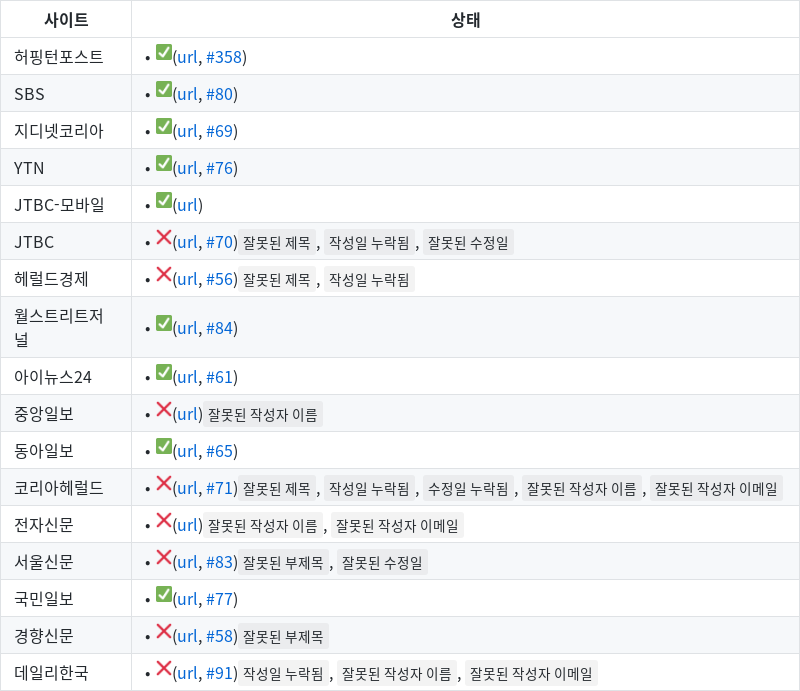 사이트 상태
허핑턴포스트 • ✅(url, #358)
SBS • ✅(url, #80)
지디넷코리아 • ✅(url, #69)
YTN • ✅(url, #76)
JTBC-모바일 • ✅(url)
JTBC • ❌(url, #70) 잘못된 제목 , 작성일 누락됨 , 잘못된 수정일
헤럴드경제 • ❌(url, #56) 잘못된 제목 , 작성일 누락됨
월스트리트저
널 • ✅(url, #84)
아이뉴스24 • ✅(url, #61)
중앙일보 • ❌(url) 잘못된 작성자 이름
동아일보 • ✅(url, #65)
코리아헤럴드 • ❌(url, #71) 잘못된 제목 , 작성일 누락됨 , 수정일 누락됨 , 잘못된 작성자 이름 , 잘못된 작성자 이메일
전자신문 • ❌(url) 잘못된 작성자 이름 , 잘못된 작성자 이메일
서울신문 • ❌(url, #83) 잘못된 부제목 , 잘못된 수정일
국민일보 • ✅(url, #77)
경향신문 • ❌(url, #58) 잘못된 부제목
데일리한국 • ❌(url, #91) 작성일 누락됨 , 잘못된 작성자 이름 , 잘못된 작성자 이메일